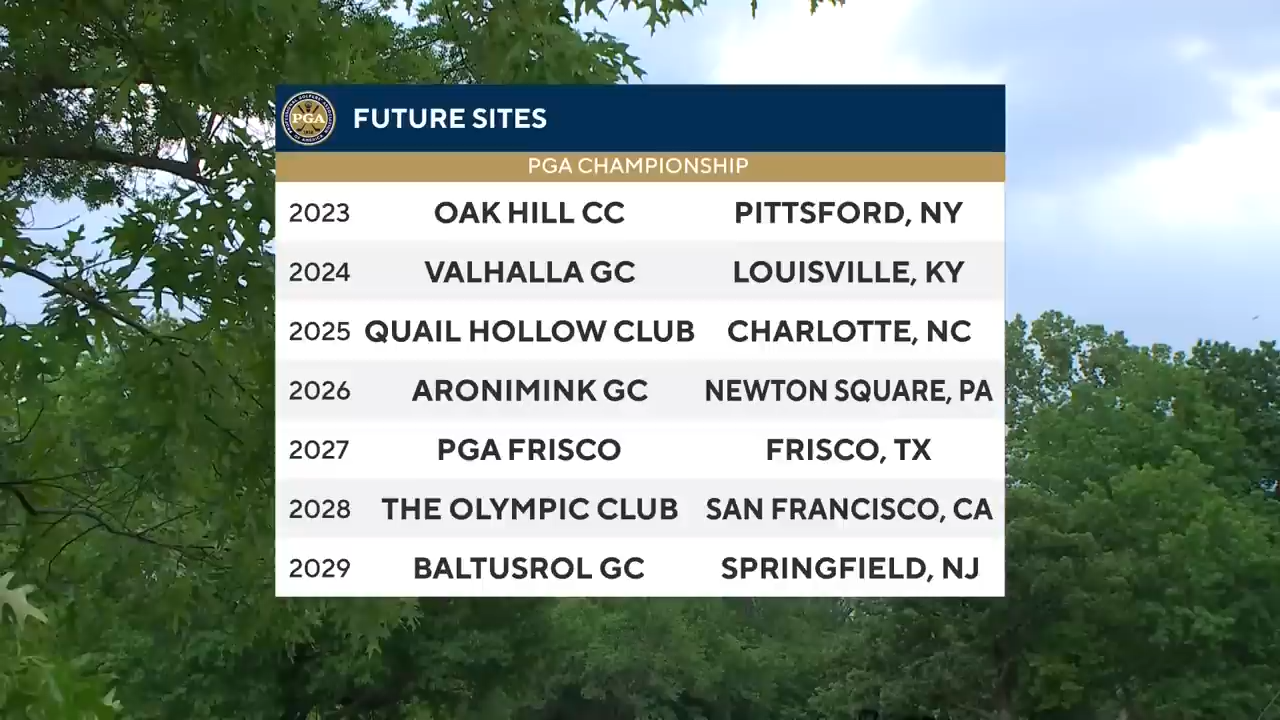 PGA
FUTURE SITES
PGA CHAMPIONSHIP
2023 OAK HILL CC PITTSFORD, NY
2024 VALHALLA GC LOUISVILLE, KY
2025 QUAIL HOLLOW CLUB CHARLOTTE, NC
2026 ARONIMINK GC NEWTON SQUARE, PA
2027 PGA FRISCO FRISCO, TX
2028 THE OLYMPIC CLUB SAN FRANCISCO, CA
2029 BALTUSROL GC SPRINGFIELD, NJ